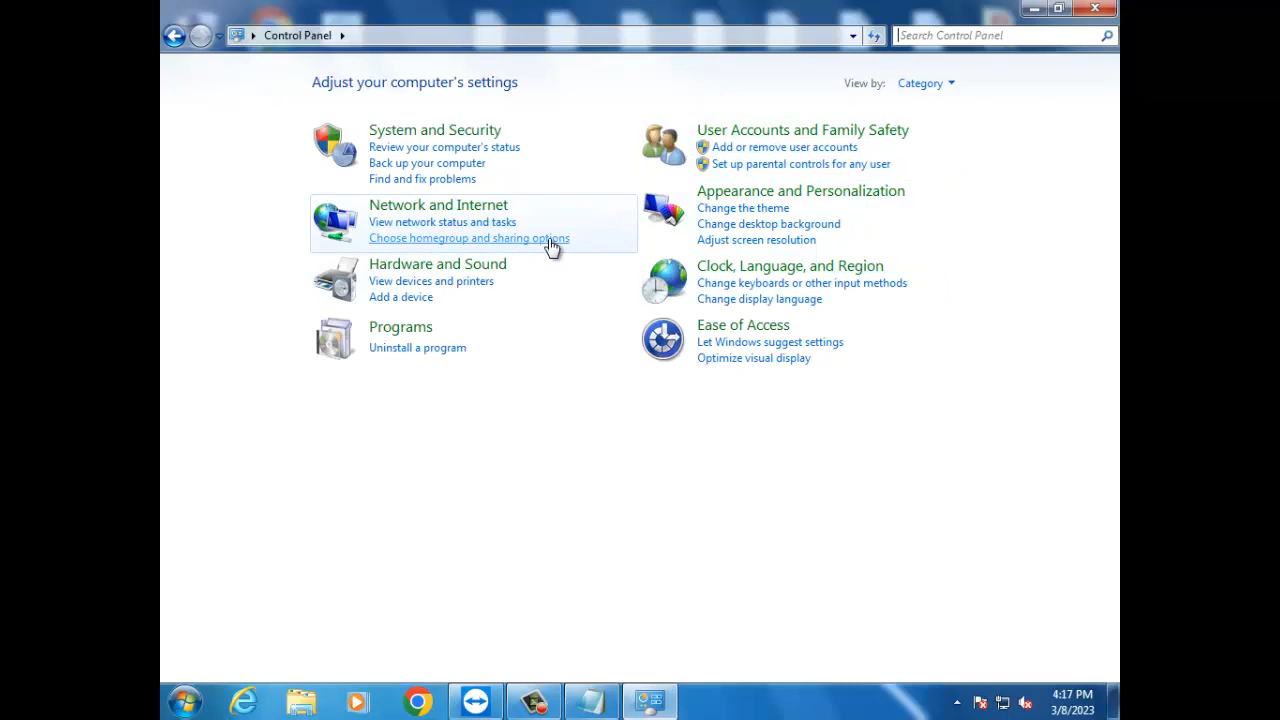 Control Panel
Search Control Panel
Adjust your computer's settings
View by: Category
System and Security
Review your computer's status
Back up your computer
Find and fix problems
Network and Internet
View network status and tasks
Choose homegroup and sharing options
Hardware and Sound
View devices and printers
Add a device
Programs
Uninstall a program
User Accounts and Family Safety
Add or remove user accounts
Set up parental controls for any user
Appearance and Personalization
Change the theme
Change desktop background
Adjust screen resolution
Clock, Language, and Region
Change keyboards or other input methods
Change display language
Ease of Access
Let Windows suggest settings
Optimize visual display
4:17 PM
3/8/2023